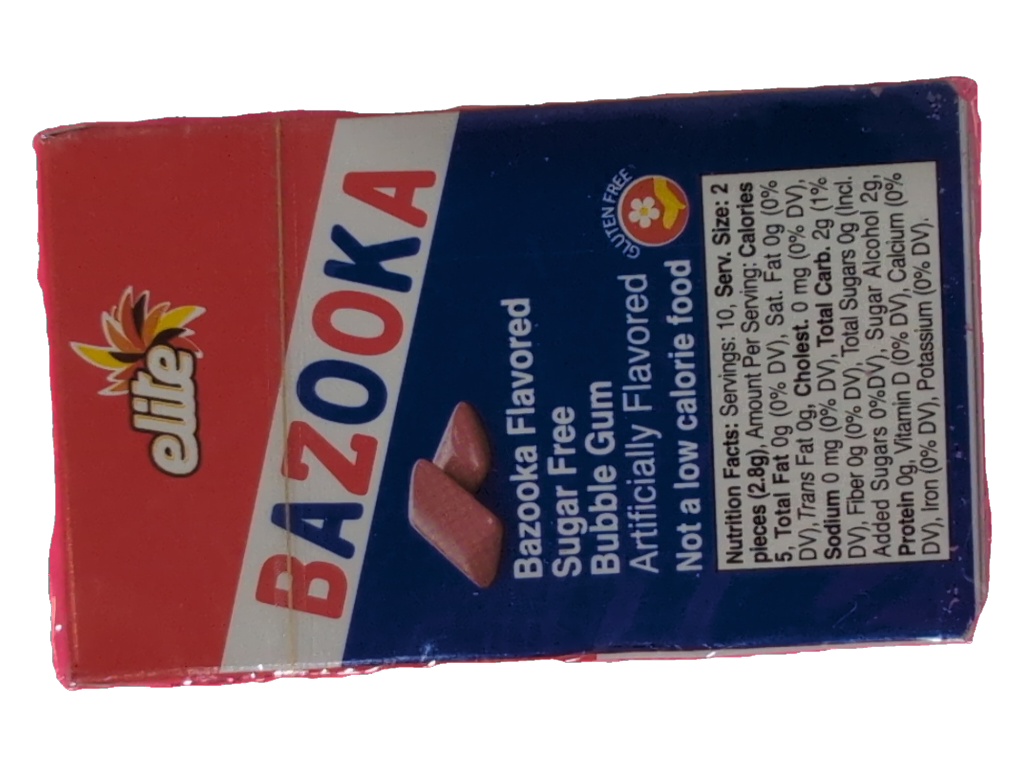 elite
BAZOOKA
GLUTEN FREE
Bazooka Flavored
Sugar Free
Bubble Gum
Artificially Flavored
Not a low calorie food
Nutrition Facts: Servings: 10, Serv. Size: 2
pieces (2.8g), Amount Per Serving: Calories
5, Total Fat 0g (0% DV), Sat. Fat 0g (0%
DV), Trans Fat 0g, Cholest. 0 mg (0% DV),
Sodium 0 mg (0% DV), Total Carb. 2g (1%
DV), Fiber 0g (0% DV), Total Sugars 0g (Incl.
Added Sugars 0%DV), Sugar Alcohol 2g,
Protein 0g, Vitamin D (0% DV), Calcium (0%
DV), Iron (0% DV), Potassium (0% DV).